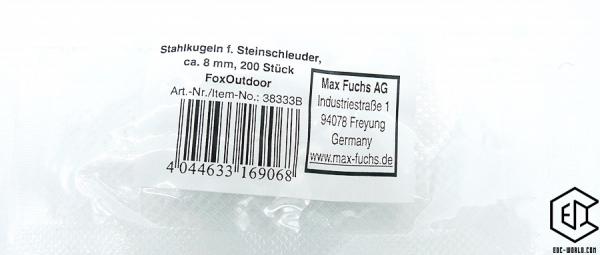 Stahlkugeln f. Steinschleuder,
ca. 8 mm, 200 Stück
FoxOutdoor
Art.-Nr./Item-No.: 38333B
4 044633 169068
Max Fuchs AG
Industriestraße 1
94078 Freyung
Germany
www.max-fuchs.de
EDC
EDC-WORLD.COM